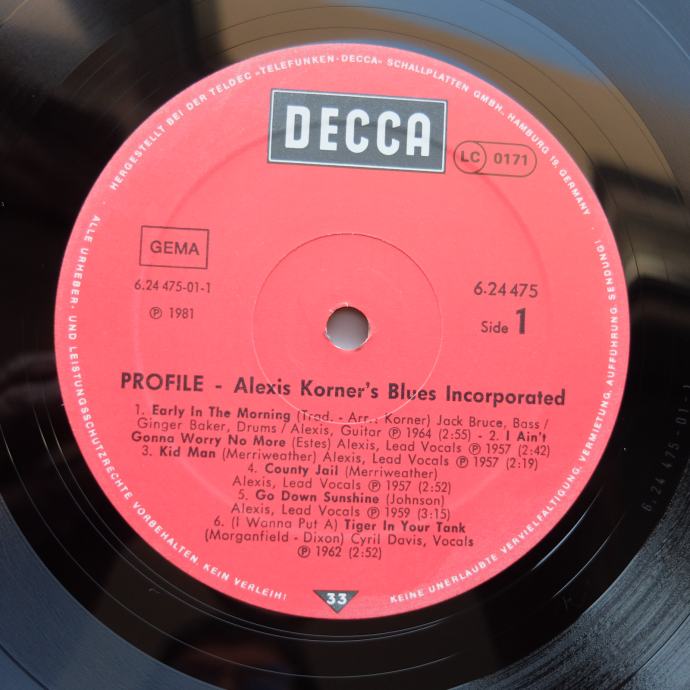 HERGESTELLT BEI DER TELDEC »TELEFUNKEN-DECCA« SCHALLPLATTEN GMBH, HAMBURG 19, GERMANY
DECCA
LC 0171
GEMA
6.24 475-01-1
Ⓟ 1981
6.24 475
Side 1
PROFILE - Alexis Korner's Blues Incorporated
1. Early In The Morning (Trad. - Arr.: Korner) Jack Bruce, Bass /
Ginger Baker, Drums / Alexis, Guitar Ⓟ 1964 (2:55) - 2. I Ain't
Gonna Worry No More (Estes) Alexis, Lead Vocals Ⓟ 1957 (2:42)
3. Kid Man (Merriweather) Alexis, Lead Vocals Ⓟ 1957 (2:19)
4. County Jail (Merriweather)
Alexis, Lead Vocals Ⓟ 1957 (2:52)
5. Go Down Sunshine (Johnson)
Alexis, Lead Vocals Ⓟ 1959 (3:15)
6. (I Wanna Put A) Tiger In Your Tank
(Morganfield - Dixon) Cyril Davis, Vocals
Ⓟ 1962 (2:52)
33
ALLE URHEBER- UND LEISTUNGSSCHUTZRECHTE VORBEHALTEN. KEIN VERLEIH!
KEINE UNERLAUBTE VERVIELFÄLTIGUNG, VERMIETUNG, AUFFÜHRUNG, SENDUNG!
6.24 475-01-1